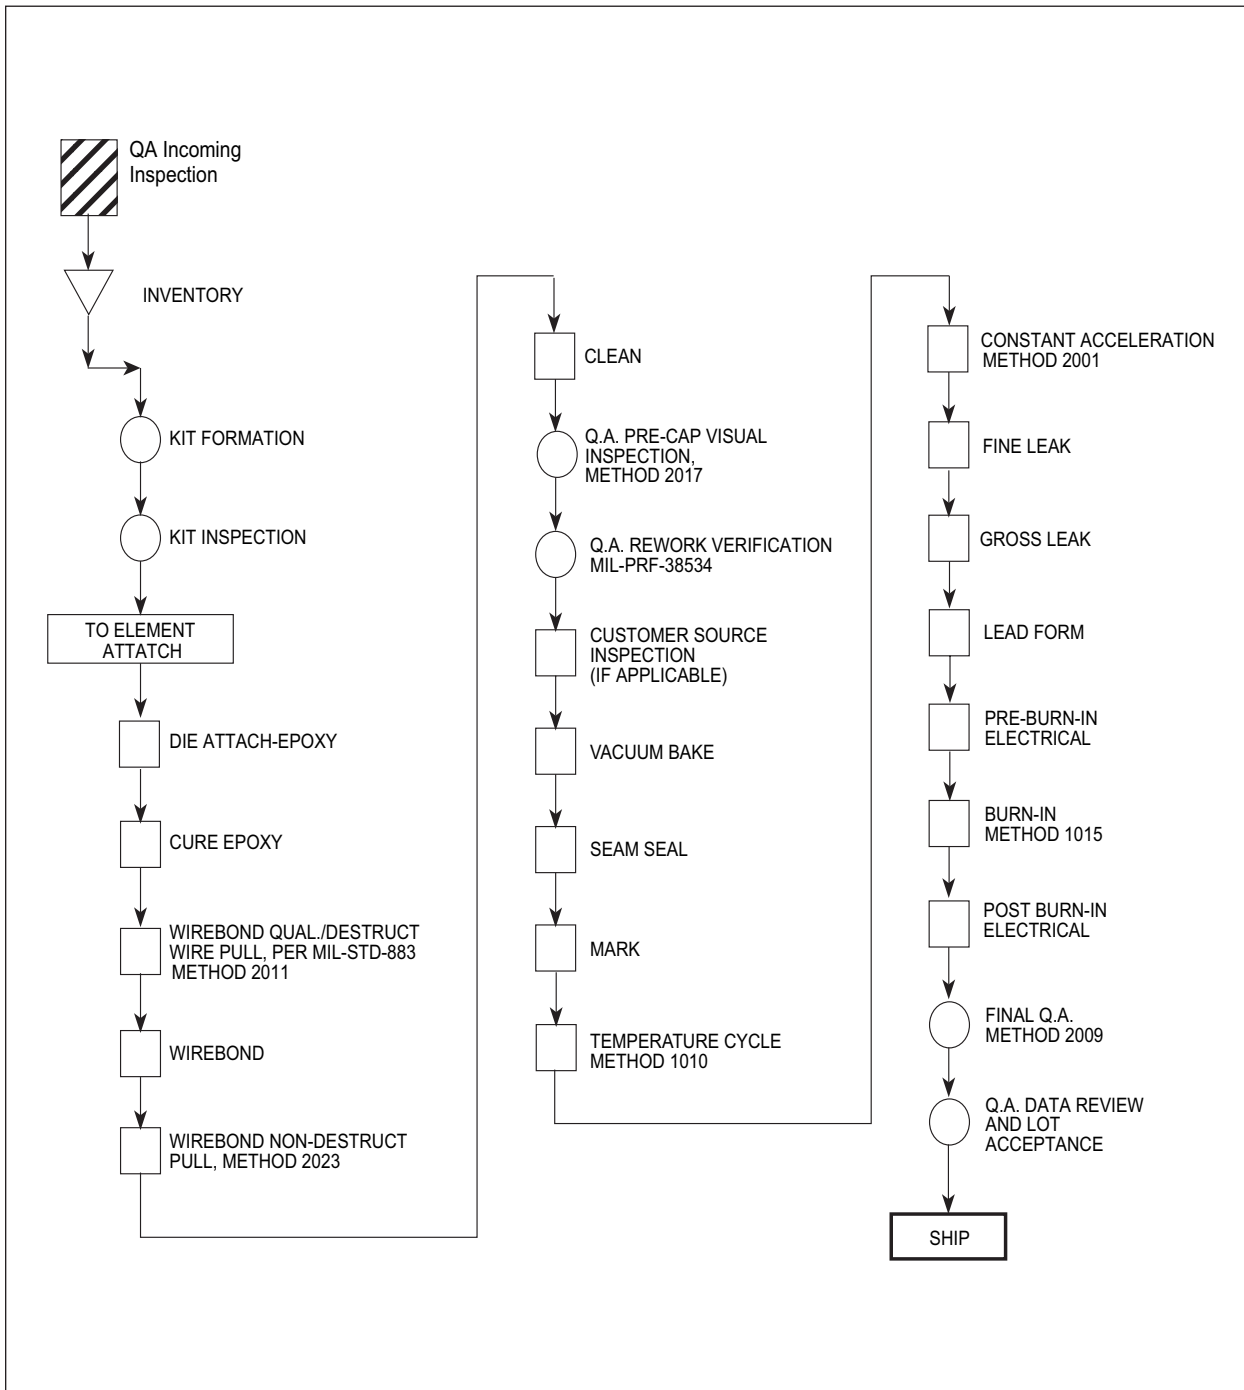 QA Incoming
Inspection
INVENTORY
KIT FORMATION
KIT INSPECTION
TO ELEMENT
ATTATCH
DIE ATTACH-EPOXY
CURE EPOXY
WIREBOND QUAL./DESTRUCT
WIRE PULL, PER MIL-STD-883
METHOD 2011
WIREBOND
WIREBOND NON-DESTRUCT
PULL, METHOD 2023
CLEAN
Q.A. PRE-CAP VISUAL
INSPECTION,
METHOD 2017
Q.A. REWORK VERIFICATION
MIL-PRF-38534
CUSTOMER SOURCE
INSPECTION
(IF APPLICABLE)
VACUUM BAKE
SEAM SEAL
MARK
TEMPERATURE CYCLE
METHOD 1010
CONSTANT ACCELERATION
METHOD 2001
FINE LEAK
GROSS LEAK
LEAD FORM
PRE-BURN-IN
ELECTRICAL
BURN-IN
METHOD 1015
POST BURN-IN
ELECTRICAL
FINAL Q.A.
METHOD 2009
Q.A. DATA REVIEW
AND LOT
ACCEPTANCE
SHIP